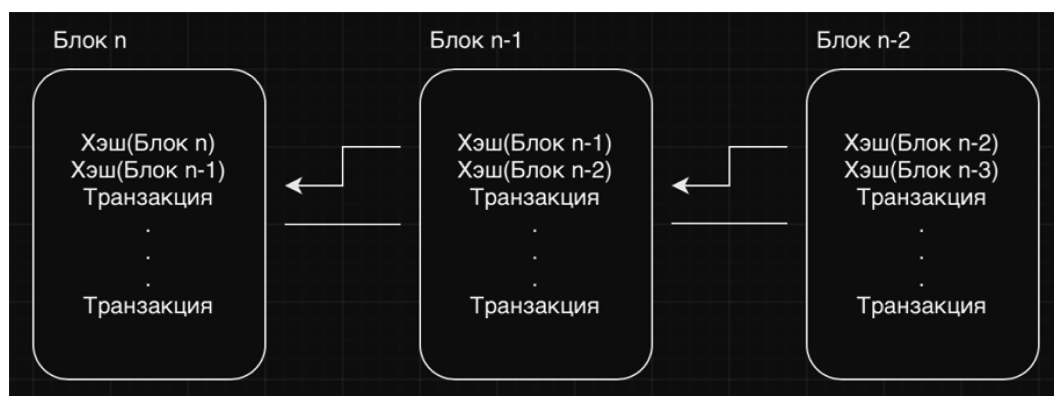 Блок n
Хэш(Блок n)
Хэш(Блок n-1)
Транзакция
.
.
.
Транзакция
Блок n-1
Хэш(Блок n-1)
Хэш(Блок n-2)
Транзакция
.
.
.
Транзакция
Блок n-2
Хэш(Блок n-2)
Хэш(Блок n-3)
Транзакция
.
.
.
Транзакция